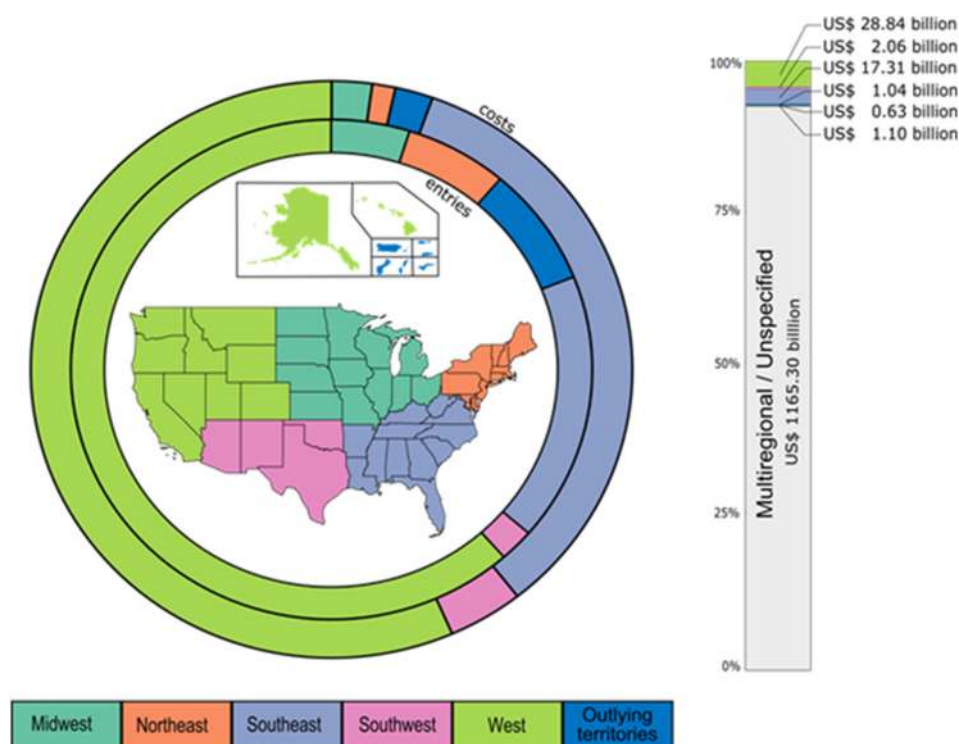 costs
entries
US$ 28.84 billion
US$ 2.06 billion
US$ 17.31 billion
US$ 1.04 billion
US$ 0.63 billion
US$ 1.10 billion
100%
75%
50%
25%
0%
Multiregional / Unspecified
US$ 1165.30 billlion
Midwest
Northeast
Southeast
Southwest
West
Outlying
territories